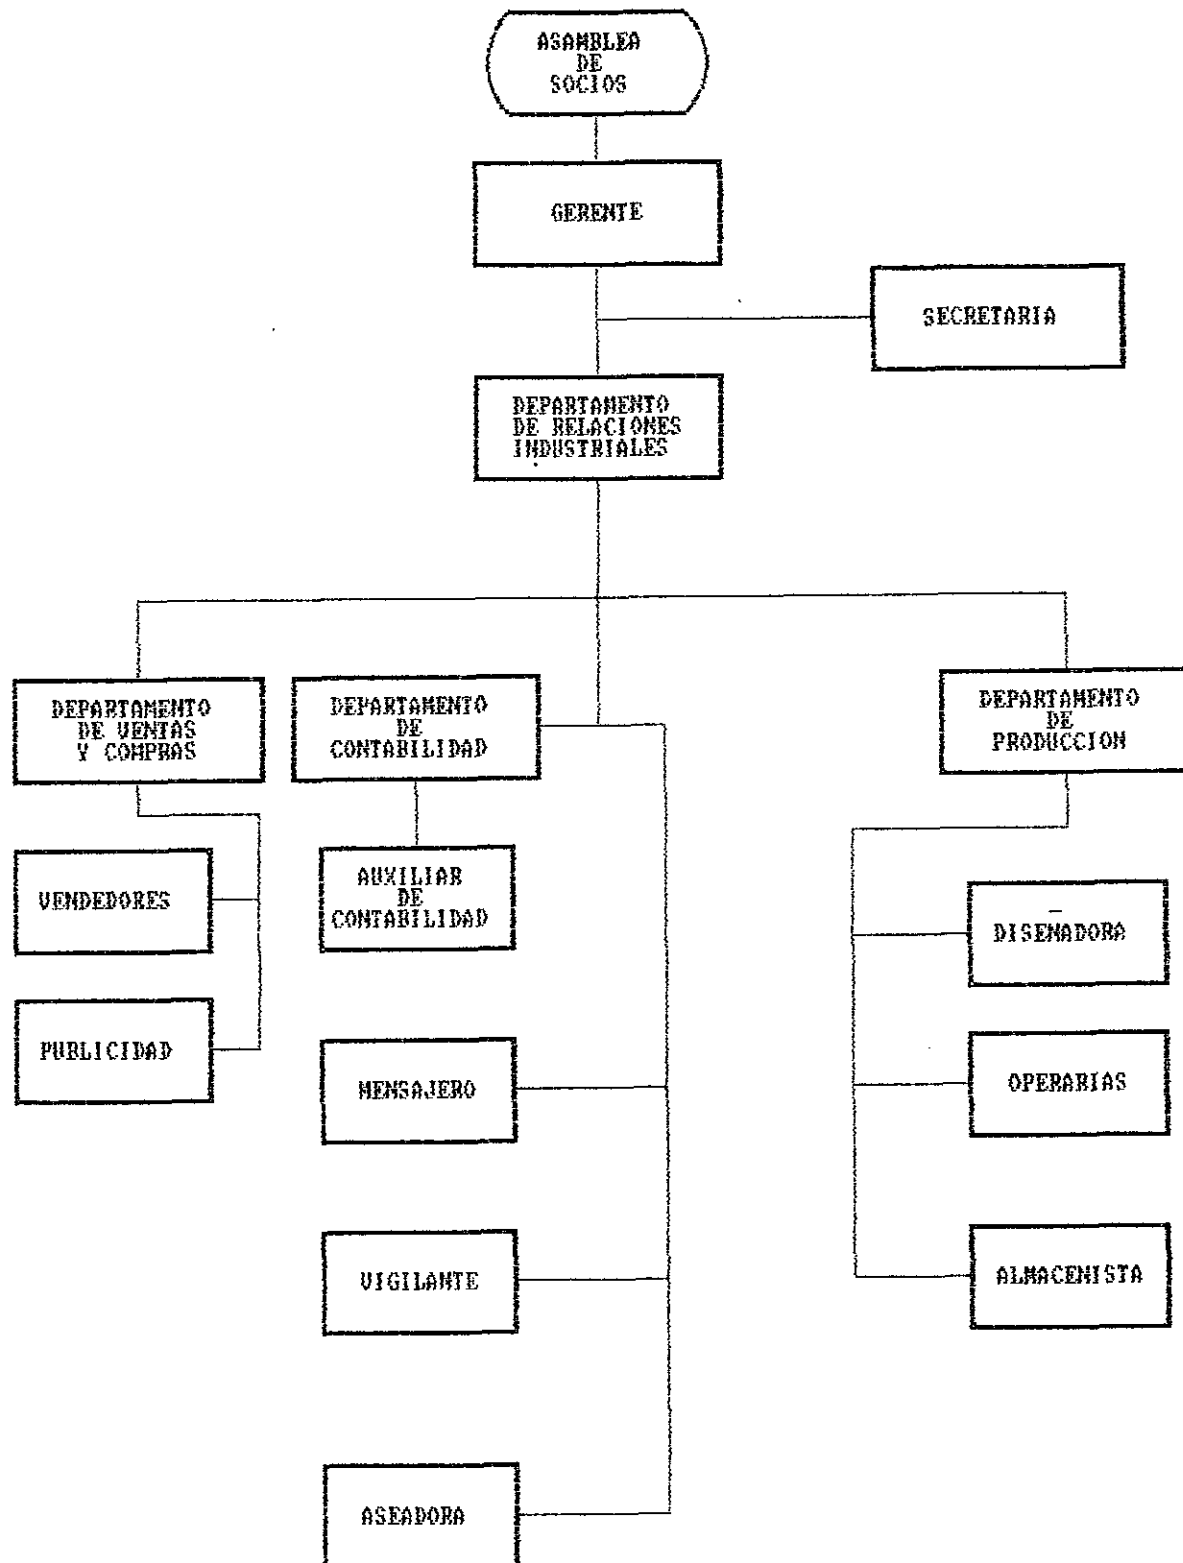 ASAMBLEA
DE
SOCIOS
GERENTE
SECRETARIA
DEPARTAMENTO
DE RELACIONES
INDUSTRIALES
DEPARTAMENTO
DE VENTAS
Y COMPRAS
DEPARTAMENTO
DE
CONTABILIDAD
DEPARTAMENTO
DE
PRODUCCION
VENDEDORES
AUXILIAR
DE
CONTABILIDAD
DISEÑADORA
PUBLICIDAD
MENSAJERO
OPERARIAS
VIGILANTE
ALMACENISTA
ASEADORA